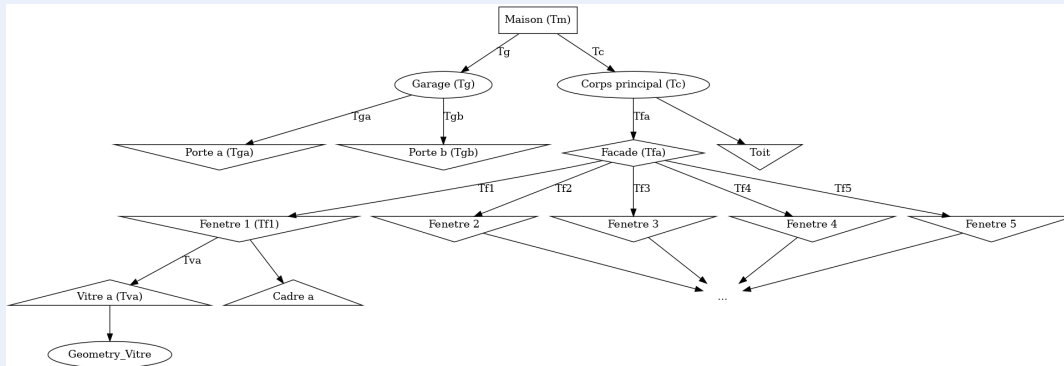 Maison (Tm)
Tg
Tc
Garage (Tg)
Corps principal (Tc)
Tga
Tgb
Tfa
Porte a (Tga)
Porte b (Tgb)
Facade (Tfa)
Toit
Tf1
Tf2
Tf3
Tf4
Tf5
Fenetre 1 (Tf1)
Fenetre 2
Fenetre 3
Fenetre 4
Fenetre 5
Tva
Vitre a (Tva)
Cadre a
...
Geometry_Vitre